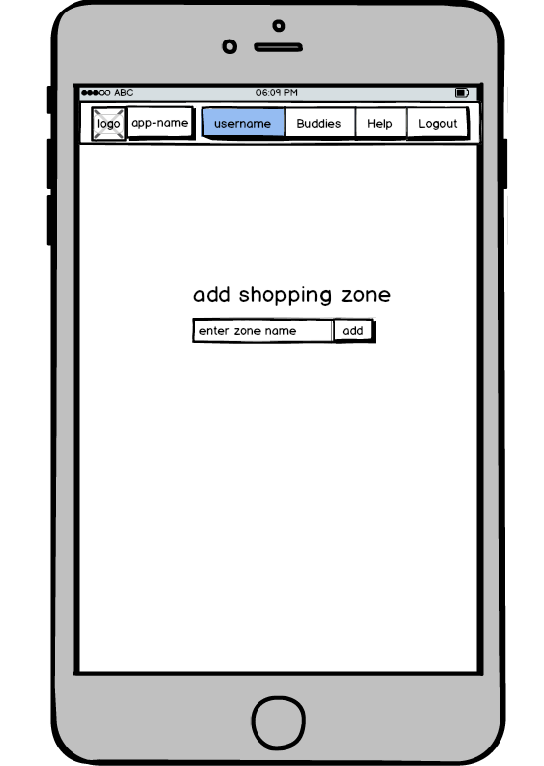 ABC 06:09 PM
logo app-name username Buddies Help Logout
add shopping zone
enter zone name add